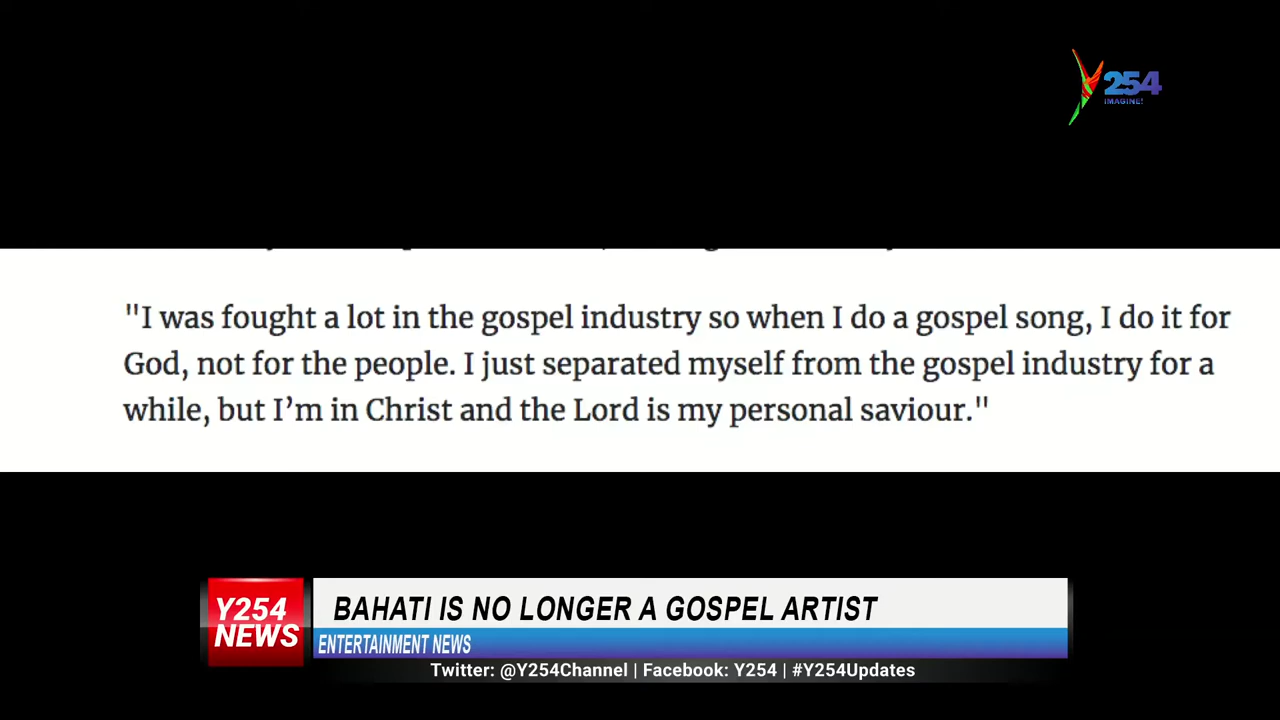 254
IMAGINE!
"I was fought a lot in the gospel industry so when I do a gospel song, I do it for
God, not for the people. I just separated myself from the gospel industry for a
while, but I’m in Christ and the Lord is my personal saviour."
Y254
NEWS
BAHATI IS NO LONGER A GOSPEL ARTIST
ENTERTAINMENT NEWS
Twitter: @Y254Channel | Facebook: Y254 | #Y254Updates